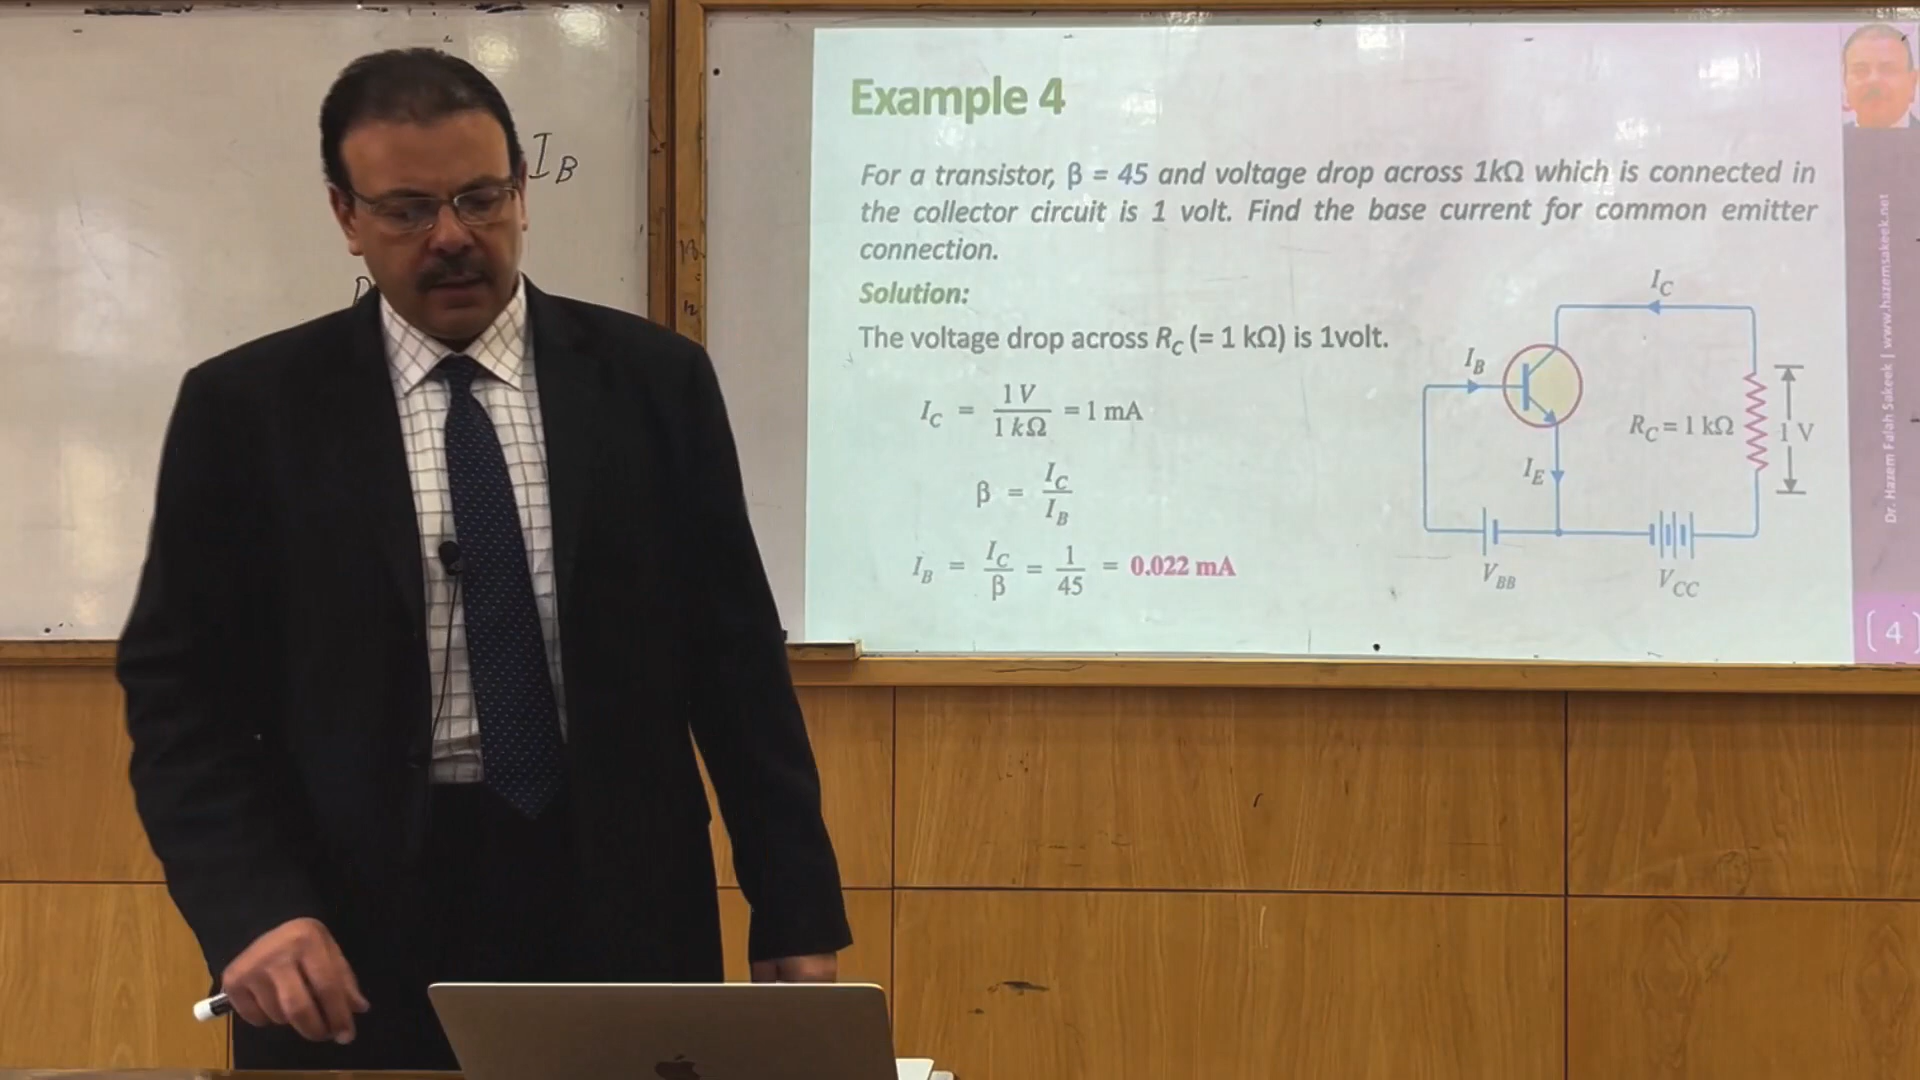 I_B
Example 4
For a transistor, β = 45 and voltage drop across 1kΩ which is connected in
the collector circuit is 1 volt. Find the base current for common emitter
connection.
Solution:
The voltage drop across R_C (= 1 kΩ) is 1volt.
I_C = 1 V / 1 kΩ = 1 mA
β = I_C / I_B
I_B = I_C / β = 1 / 45 = 0.022 mA
I_C
I_B
R_C = 1 kΩ
1 V
I_E
V_BB
V_CC
Dr. Hazem Falah Sakeek | www.hazemsakeek.net
4